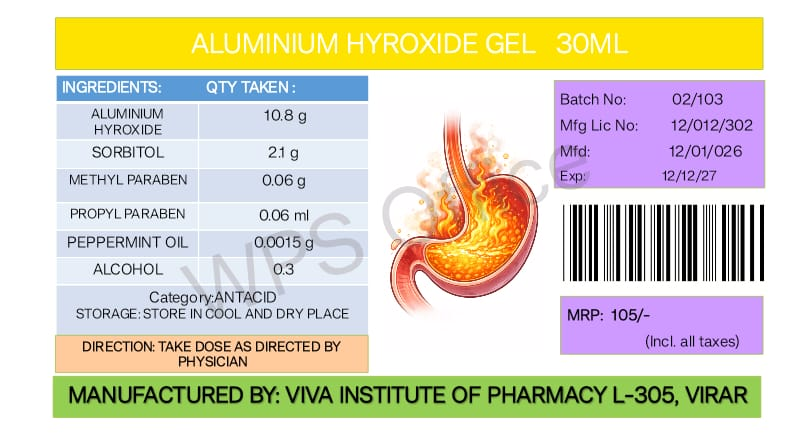 ALUMINIUM HYROXIDE GEL 30ML
INGREDIENTS: QTY TAKEN :
ALUMINIUM
HYROXIDE 10.8 g
SORBITOL 2.1 g
METHYL PARABEN 0.06 g
PROPYL PARABEN 0.06 ml
PEPPERMINT OIL 0.0015 g
ALCOHOL 0.3
Category:ANTACID
STORAGE: STORE IN COOL AND DRY PLACE
DIRECTION: TAKE DOSE AS DIRECTED BY
PHYSICIAN
Batch No: 02/103
Mfg Lic No: 12/012/302
Mfd: 12/01/026
Exp: 12/12/27
MRP: 105/-
(Incl. all taxes)
MANUFACTURED BY: VIVA INSTITUTE OF PHARMACY L-305, VIRAR
WPS Office